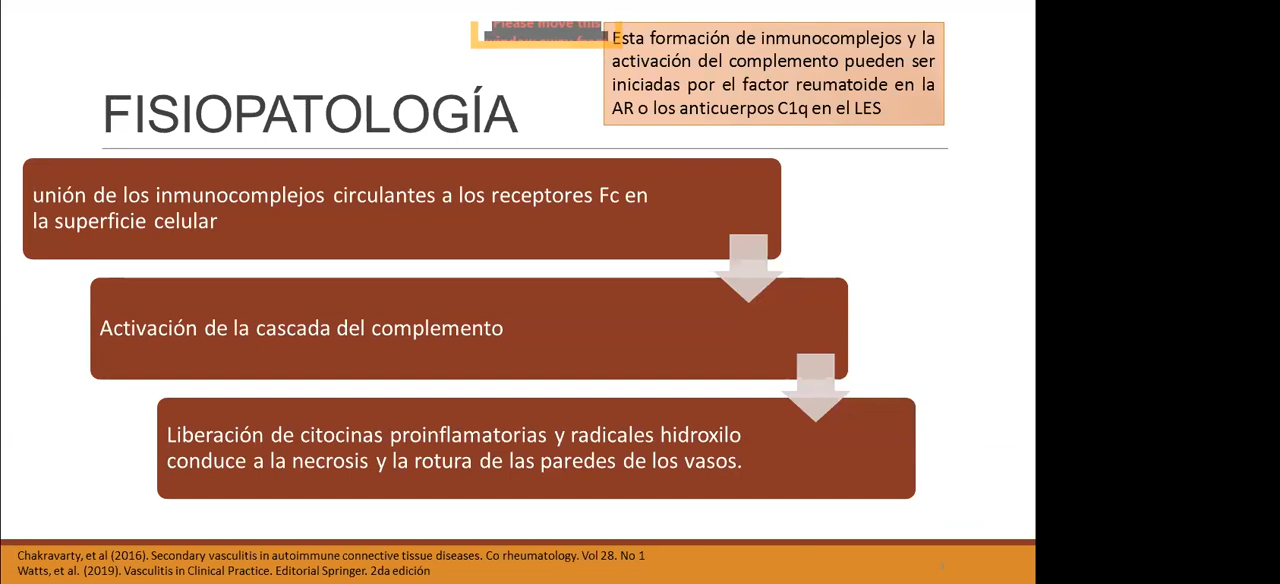 Please move this
Esta formación de inmunocomplejos y la
activación del complemento pueden ser
iniciadas por el factor reumatoide en la
AR o los anticuerpos C1q en el LES
FISIOPATOLOGÍA
unión de los inmunocomplejos circulantes a los receptores Fc en
la superficie celular
Activación de la cascada del complemento
Liberación de citocinas proinflamatorias y radicales hidroxilo
conduce a la necrosis y la rotura de las paredes de los vasos.
Chakravarty, et al (2016). Secondary vasculitis in autoimmune connective tissue diseases. Co rheumatology. Vol 28. No 1
Watts, et al. (2019). Vasculitis in Clinical Practice. Editorial Springer. 2da edición